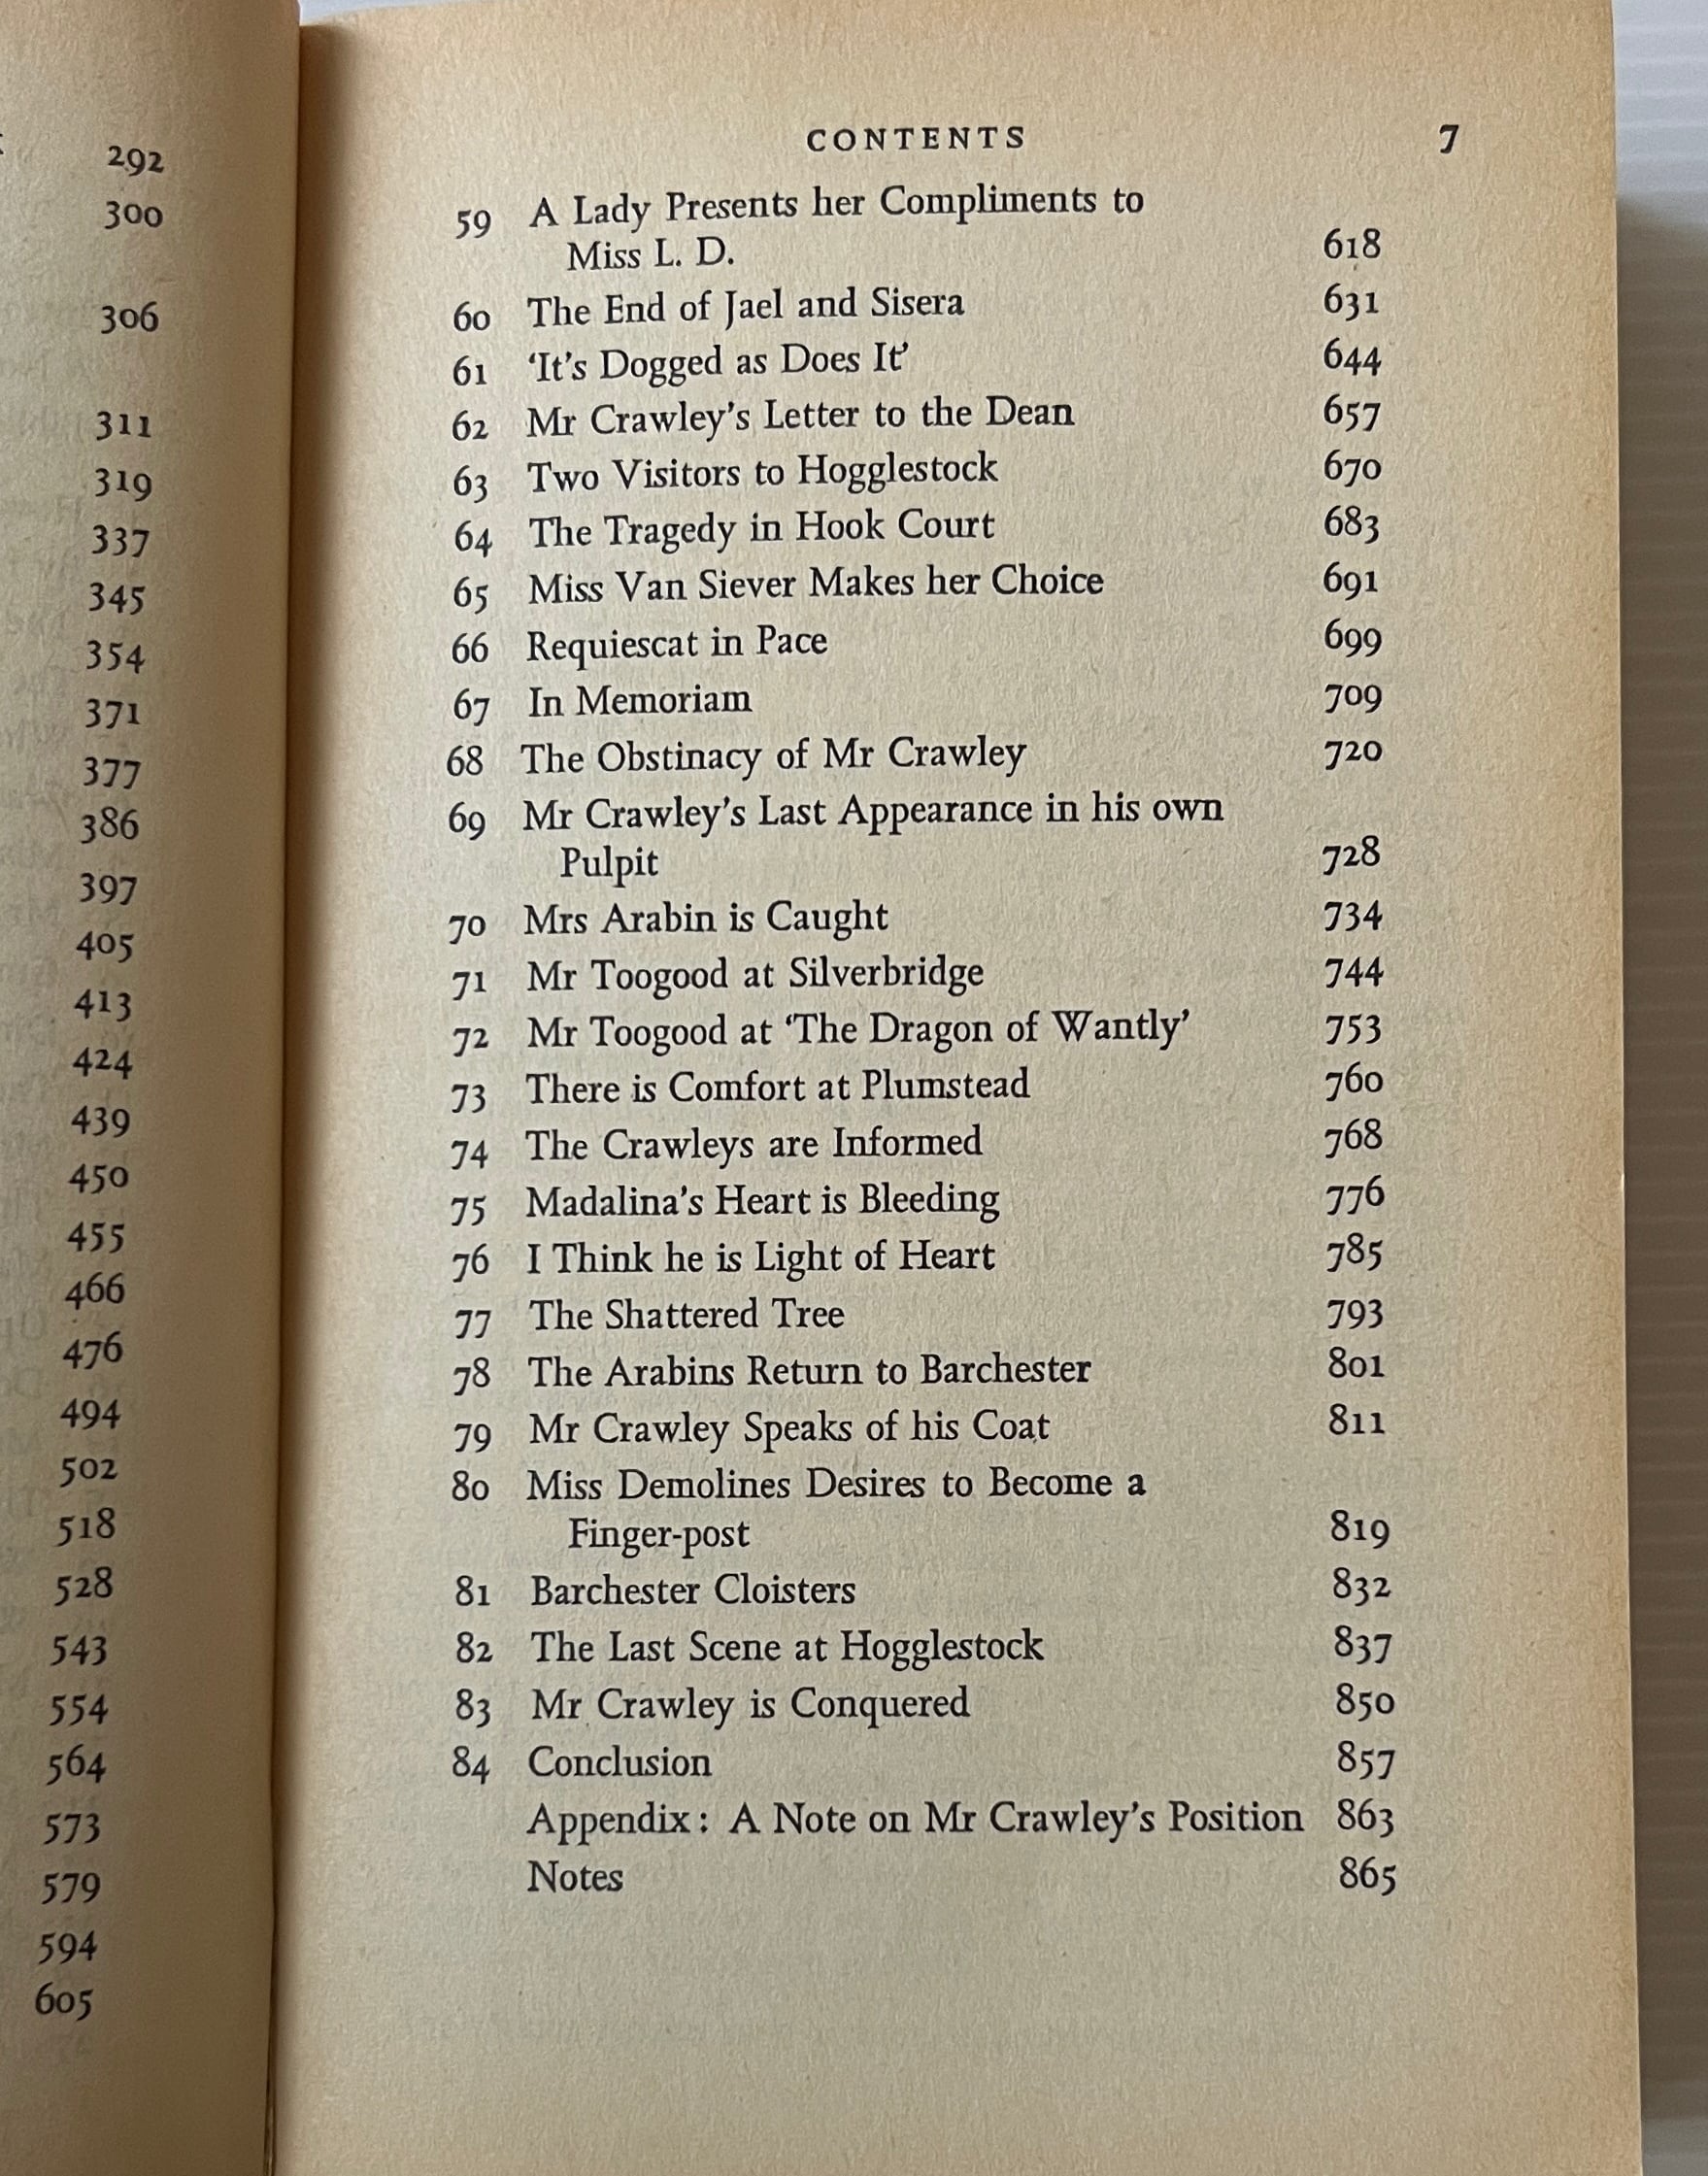 292
300
306
311
319
337
345
354
371
377
386
397
405
413
424
439
450
455
466
476
494
502
518
528
543
554
564
573
579
594
605
CONTENTS 7
59 A Lady Presents her Compliments to
Miss L. D. 618
60 The End of Jael and Sisera 631
61 ‘It's Dogged as Does It’ 644
62 Mr Crawley's Letter to the Dean 657
63 Two Visitors to Hogglestock 670
64 The Tragedy in Hook Court 683
65 Miss Van Siever Makes her Choice 691
66 Requiescat in Pace 699
67 In Memoriam 709
68 The Obstinacy of Mr Crawley 720
69 Mr Crawley's Last Appearance in his own
Pulpit 728
70 Mrs Arabin is Caught 734
71 Mr Toogood at Silverbridge 744
72 Mr Toogood at ‘The Dragon of Wantly’ 753
73 There is Comfort at Plumstead 760
74 The Crawleys are Informed 768
75 Madalina's Heart is Bleeding 776
76 I Think he is Light of Heart 785
77 The Shattered Tree 793
78 The Arabins Return to Barchester 801
79 Mr Crawley Speaks of his Coat 811
80 Miss Demolines Desires to Become a
Finger-post 819
81 Barchester Cloisters 832
82 The Last Scene at Hogglestock 837
83 Mr Crawley is Conquered 850
84 Conclusion 857
Appendix: A Note on Mr Crawley's Position 863
Notes 865